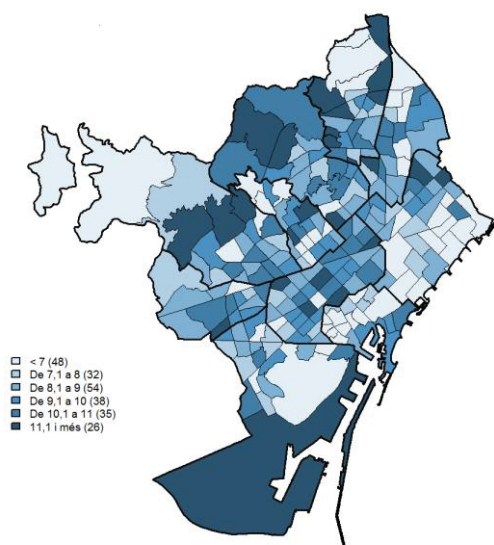 < 7 (48)
De 7,1 a 8 (32)
De 8,1 a 9 (54)
De 9,1 a 10 (38)
De 10,1 a 11 (35)
11,1 i més (26)